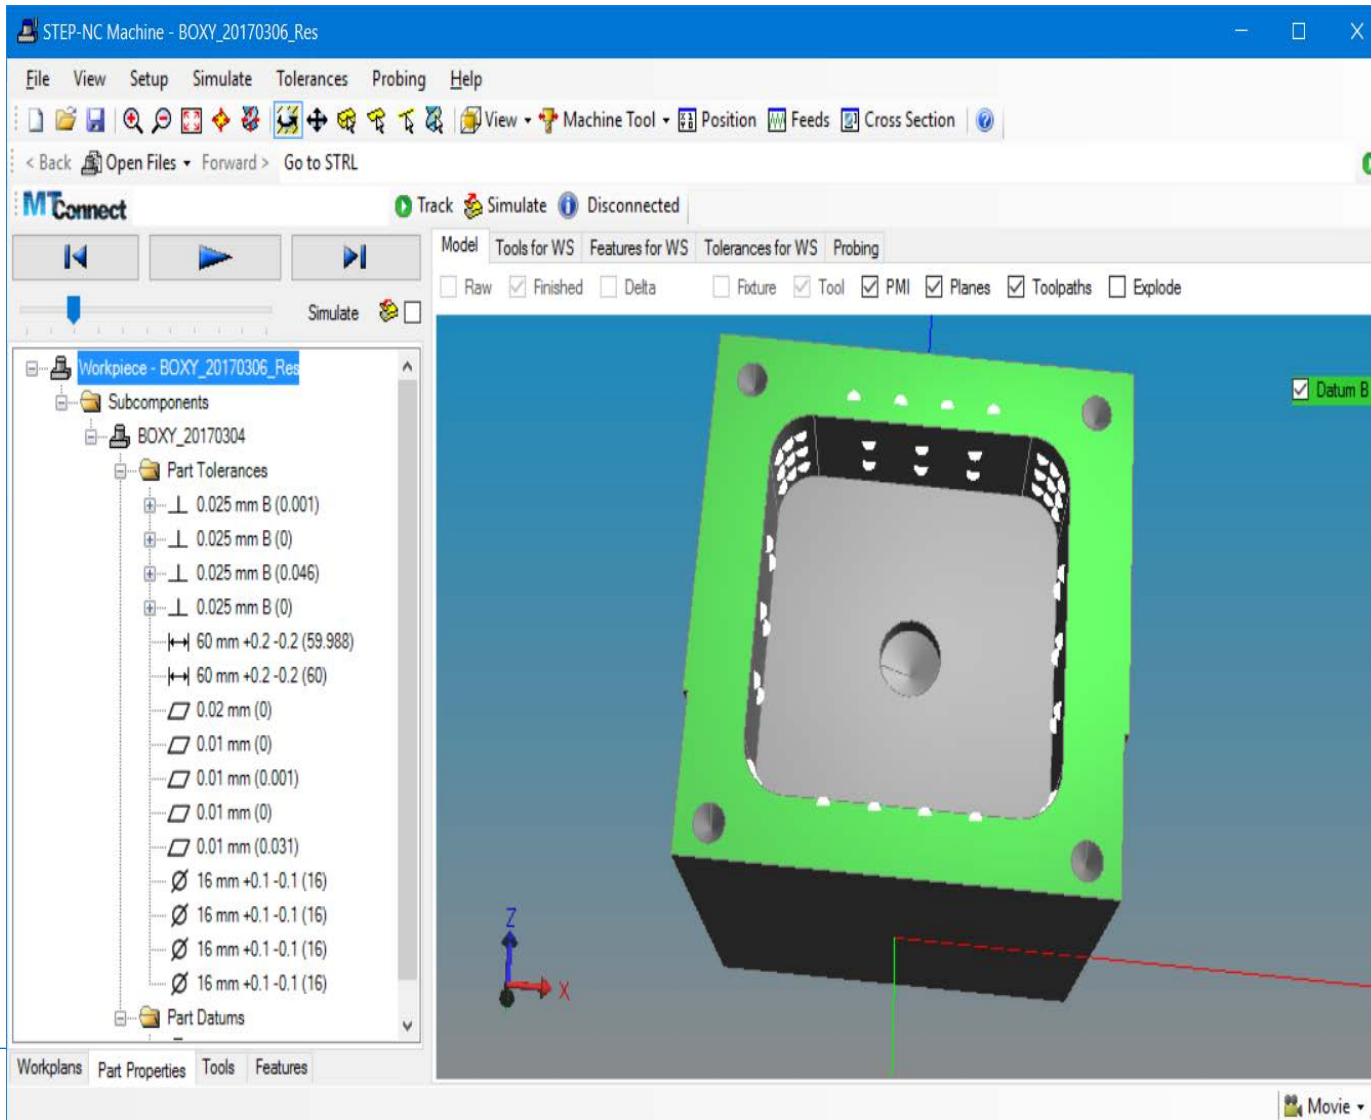 STEP-NC Machine - BOXY_20170306_Res
File View Setup Simulate Tolerances Probing Help
View Machine Tool Position Feeds Cross Section
< Back Open Files Forward > Go to STRL
MTConnect Track Simulate Disconnected
Model Tools for WS Features for WS Tolerances for WS Probing
Raw Finished Delta Fixture Tool PMI Planes Toolpaths Explode
Simulate
Workpiece - BOXY_20170306_Res
Subcomponents
BOXY_20170304
Part Tolerances
⊥ 0.025 mm B (0.001)
⊥ 0.025 mm B (0)
⊥ 0.025 mm B (0.046)
⊥ 0.025 mm B (0)
60 mm +0.2 -0.2 (59.988)
60 mm +0.2 -0.2 (60)
0.02 mm (0)
0.01 mm (0)
0.01 mm (0.001)
0.01 mm (0)
0.01 mm (0.031)
Ø 16 mm +0.1 -0.1 (16)
Ø 16 mm +0.1 -0.1 (16)
Ø 16 mm +0.1 -0.1 (16)
Ø 16 mm +0.1 -0.1 (16)
Part Datums
Workplans Part Properties Tools Features
Datum B
Z
X
Movie